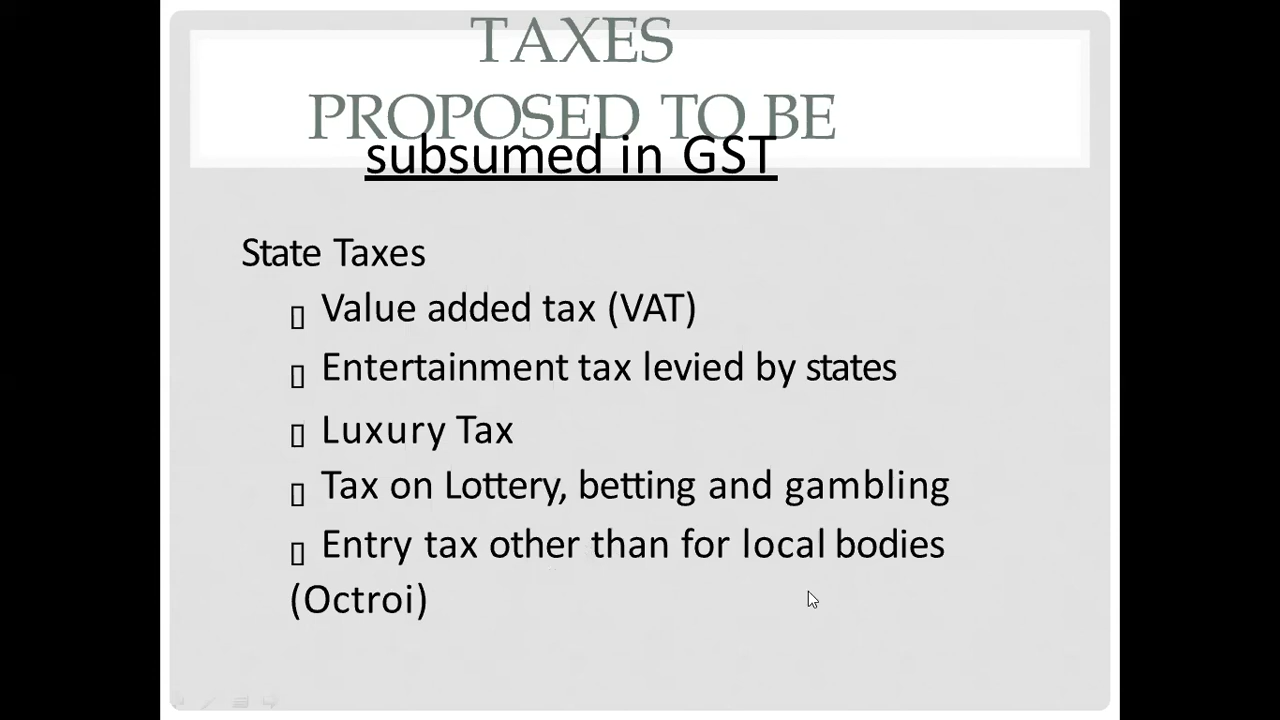 TAXES
PROPOSED TO BE
subsumed in GST
State Taxes
▯ Value added tax (VAT)
▯ Entertainment tax levied by states
▯ Luxury Tax
▯ Tax on Lottery, betting and gambling
▯ Entry tax other than for local bodies
(Octroi)